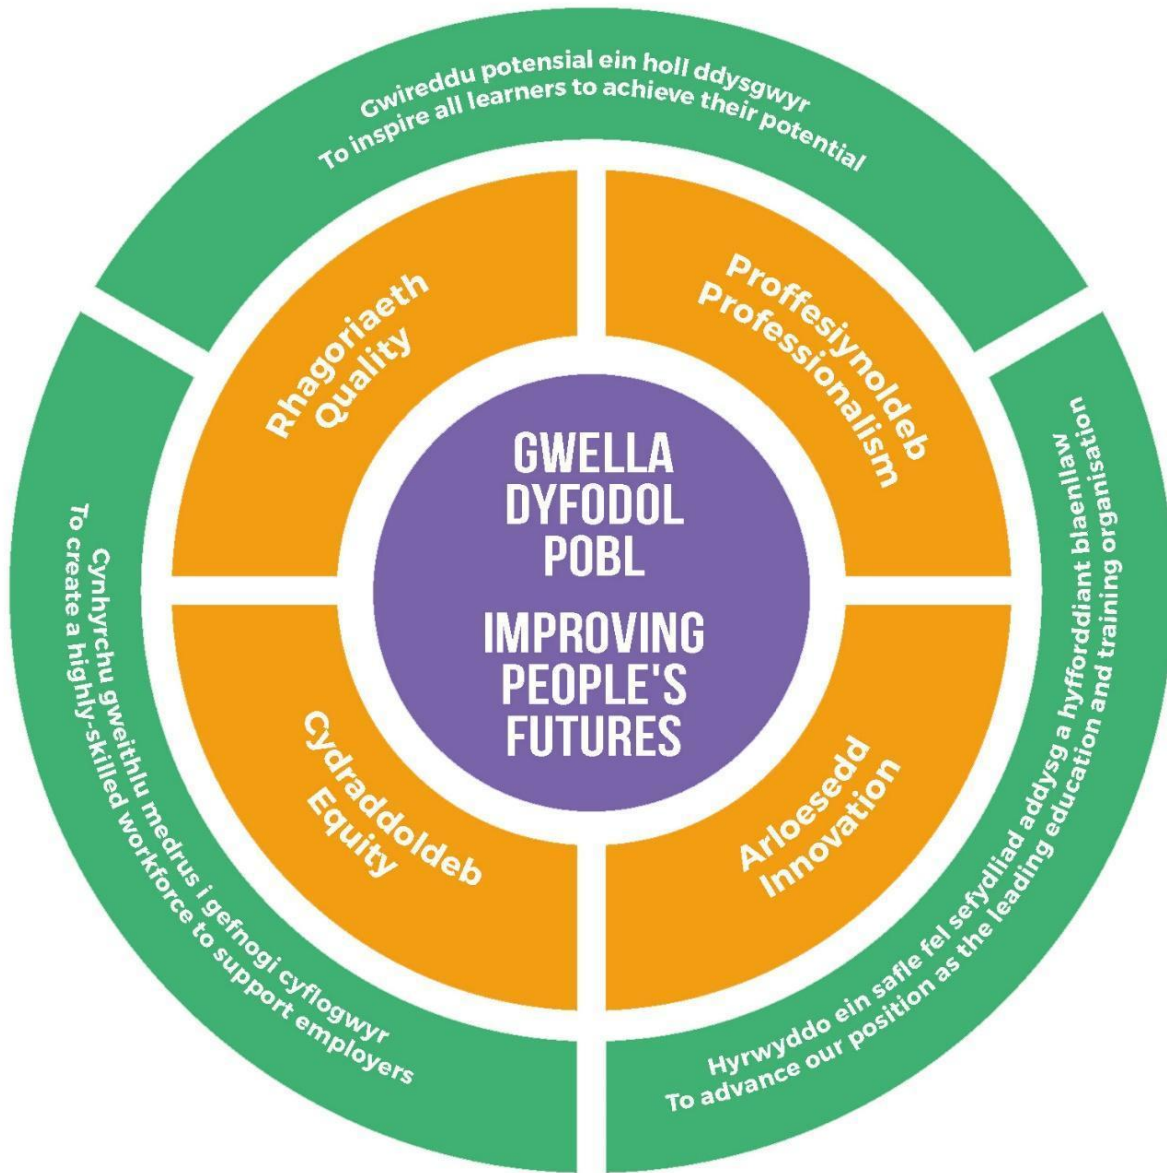 Gwireddu potensial ein holl ddysgwyr
To inspire all learners to achieve their potential
Rhagoriaeth
Quality
Proffesiynoldeb
Professionalism
GWELLA
DYFODOL
POBL
IMPROVING
PEOPLE'S
FUTURES
Cydraddoldeb
Equity
Arloesedd
Innovation
Cynhyrchu gweithlu medrus i gefnogi cyflogwyr
To create a highly-skilled workforce to support employers
Hyrwyddo ein safle fel sefydliad addysg a hyfforddiant blaenllaw
To advance our position as the leading education and training organisation